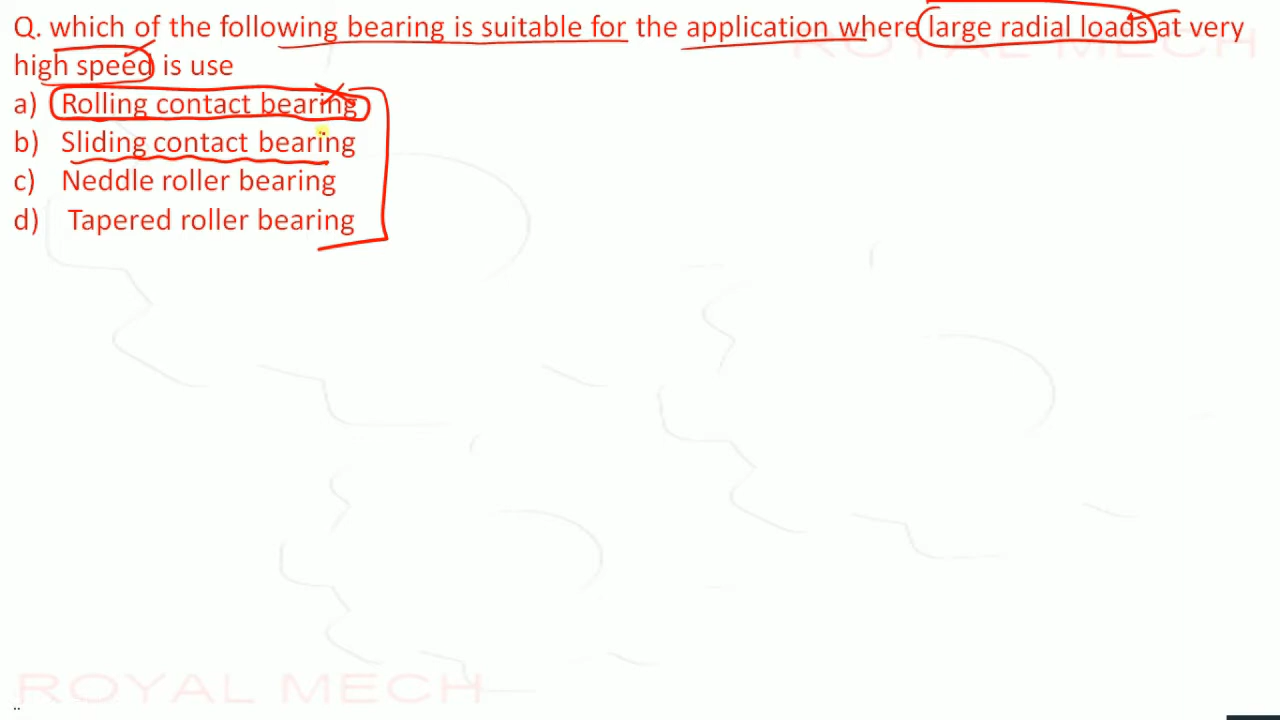 Q. which of the following bearing is suitable for the application where large radial loads at very
high speed is use
a) Rolling contact bearing
b) Sliding contact bearing
c) Neddle roller bearing
d) Tapered roller bearing
ROYAL MECH
ROYAL MECH